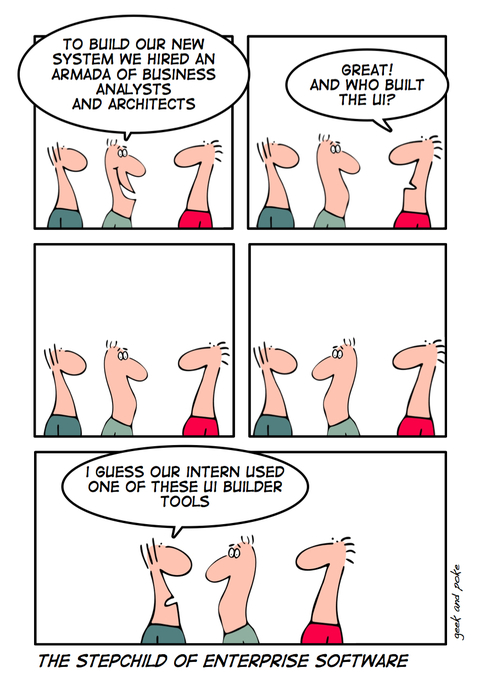 TO BUILD OUR NEW
SYSTEM WE HIRED AN
ARMADA OF BUSINESS
ANALYSTS
AND ARCHITECTS
GREAT!
AND WHO BUILT
THE UI?
I GUESS OUR INTERN USED
ONE OF THESE UI BUILDER
TOOLS
geek and poke
THE STEPCHILD OF ENTERPRISE SOFTWARE